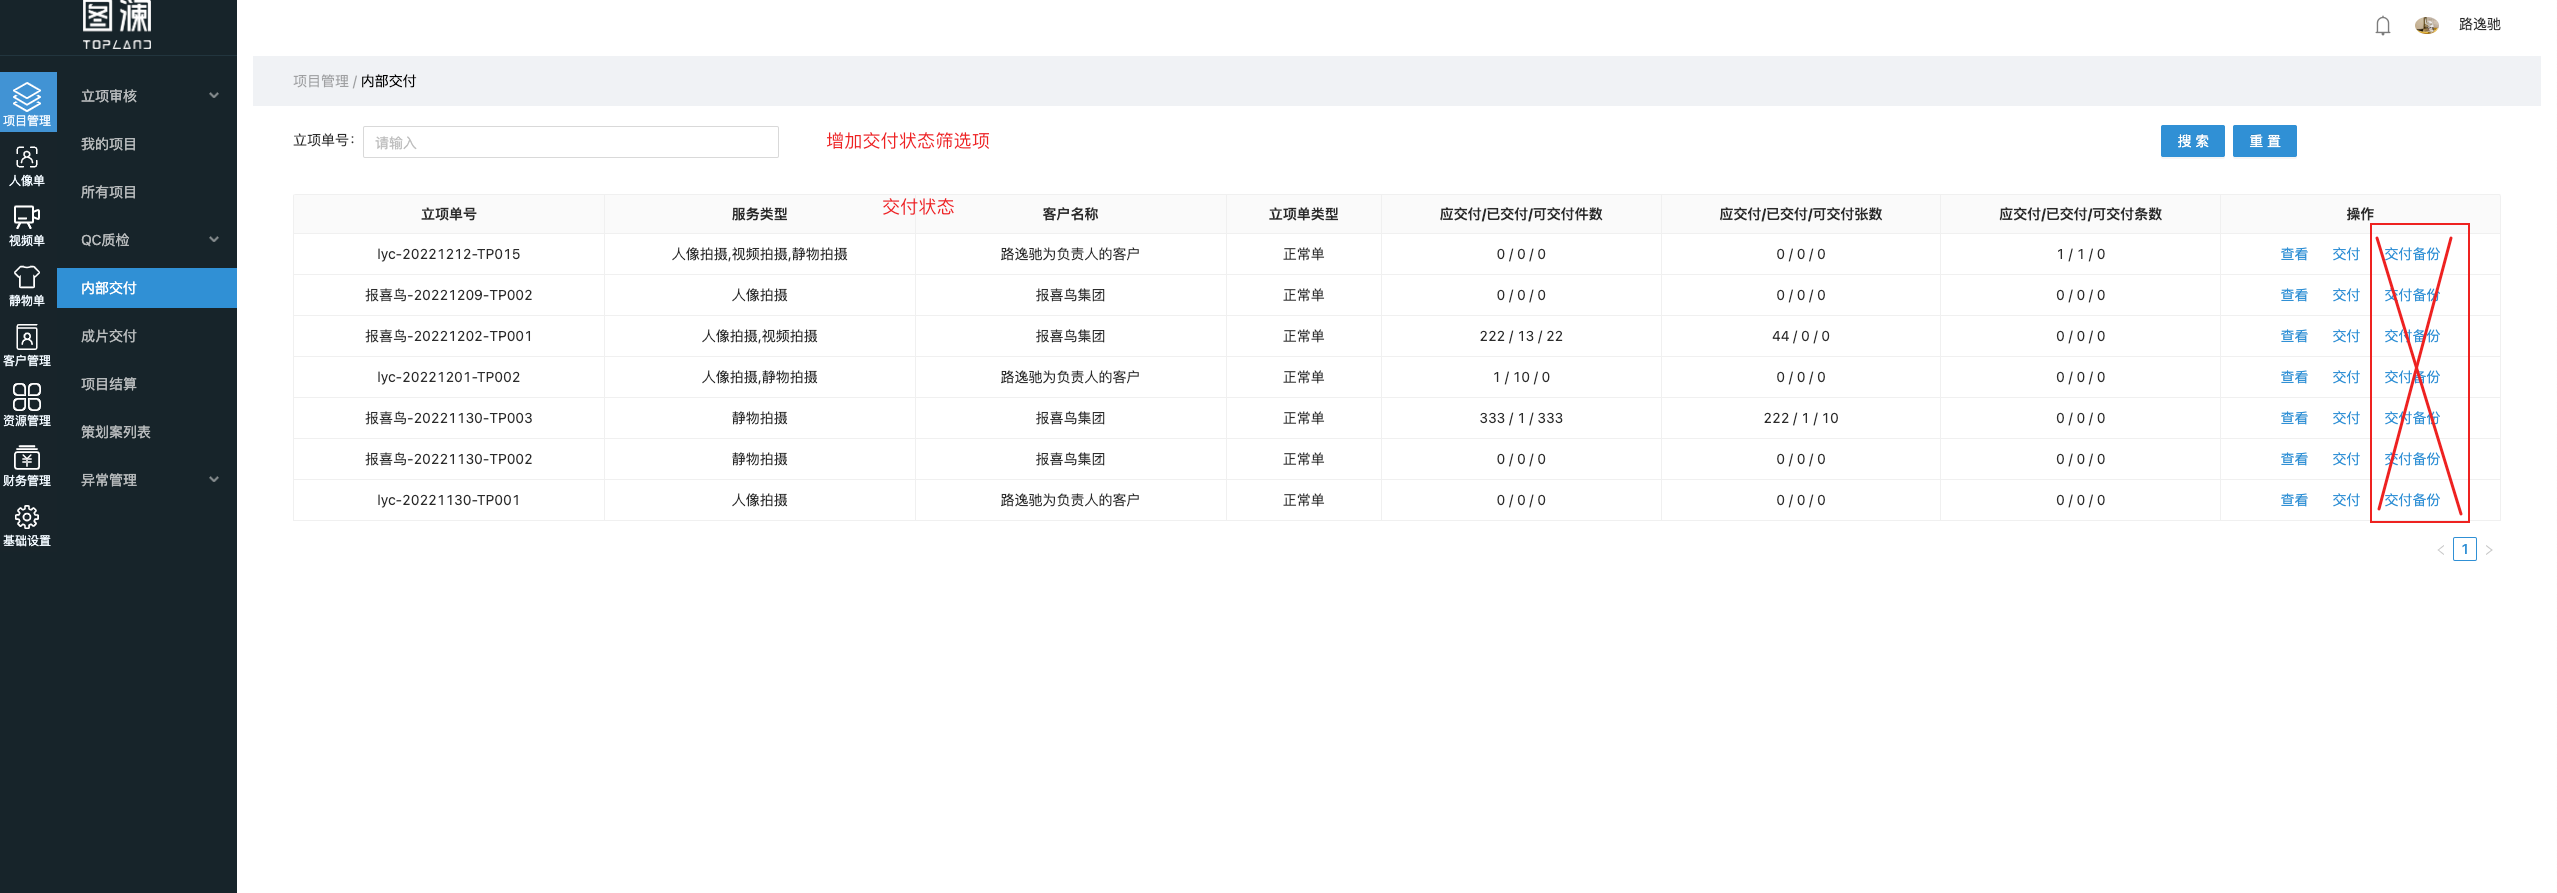 图澜
TOPLAND
路逸驰
项目管理
人像单
视频单
静物单
客户管理
资源管理
财务管理
基础设置
立项审核
我的项目
所有项目
QC质检
内部交付
成片交付
项目结算
策划案列表
异常管理
项目管理 / 内部交付
立项单号: 请输入 增加交付状态筛选项 搜 索 重 置
立项单号 服务类型 交付状态 客户名称 立项单类型 应交付/已交付/可交付件数 应交付/已交付/可交付张数 应交付/已交付/可交付条数 操作
lyc-20221212-TP015 人像拍摄,视频拍摄,静物拍摄 路逸驰为负责人的客户 正常单 0 / 0 / 0 0 / 0 / 0 1 / 1 / 0 查看 交付 交付备份
报喜鸟-20221209-TP002 人像拍摄 报喜鸟集团 正常单 0 / 0 / 0 0 / 0 / 0 0 / 0 / 0 查看 交付 交付备份
报喜鸟-20221202-TP001 人像拍摄,视频拍摄 报喜鸟集团 正常单 222 / 13 / 22 44 / 0 / 0 0 / 0 / 0 查看 交付 交付备份
lyc-20221201-TP002 人像拍摄,静物拍摄 路逸驰为负责人的客户 正常单 1 / 10 / 0 0 / 0 / 0 0 / 0 / 0 查看 交付 交付备份
报喜鸟-20221130-TP003 静物拍摄 报喜鸟集团 正常单 333 / 1 / 333 222 / 1 / 10 0 / 0 / 0 查看 交付 交付备份
报喜鸟-20221130-TP002 静物拍摄 报喜鸟集团 正常单 0 / 0 / 0 0 / 0 / 0 0 / 0 / 0 查看 交付 交付备份
lyc-20221130-TP001 人像拍摄 路逸驰为负责人的客户 正常单 0 / 0 / 0 0 / 0 / 0 0 / 0 / 0 查看 交付 交付备份
< 1 >